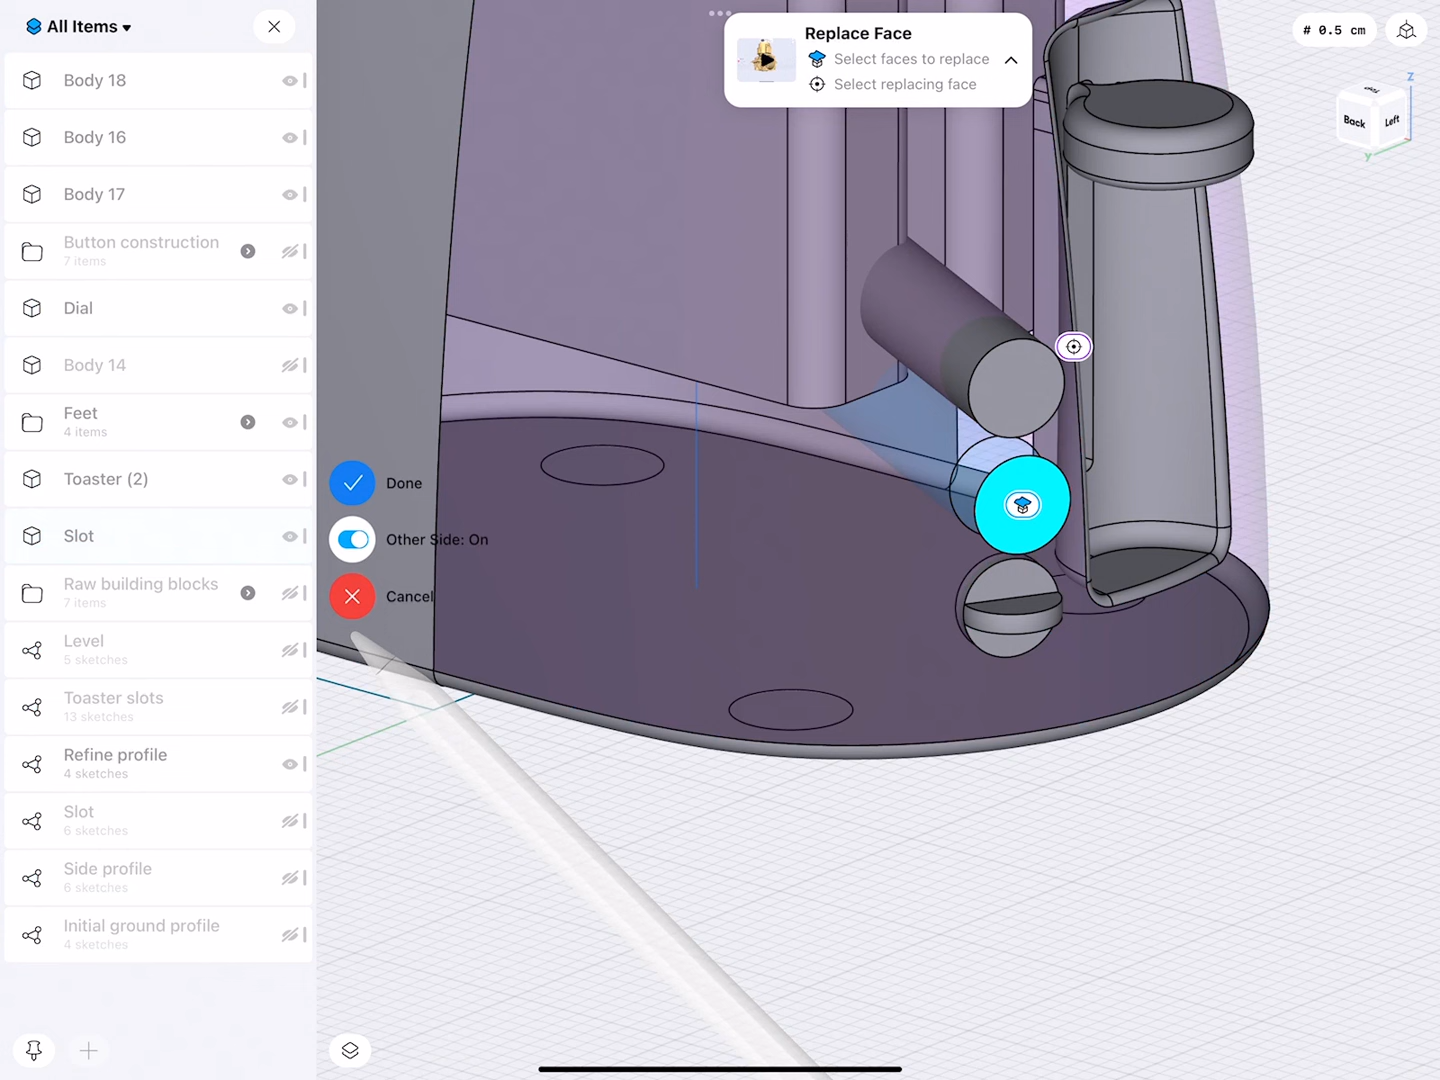 All Items
Body 18
Body 16
Body 17
Button construction
7 items
Dial
Body 14
Feet
4 items
Toaster (2)
Slot
Raw building blocks
7 items
Level
5 sketches
Toaster slots
13 sketches
Refine profile
4 sketches
Slot
6 sketches
Side profile
6 sketches
Initial ground profile
4 sketches
Replace Face
Select faces to replace
Select replacing face
# 0.5 cm
Z
Top
Back
Left
Y
Done
Other Side: On
Cancel